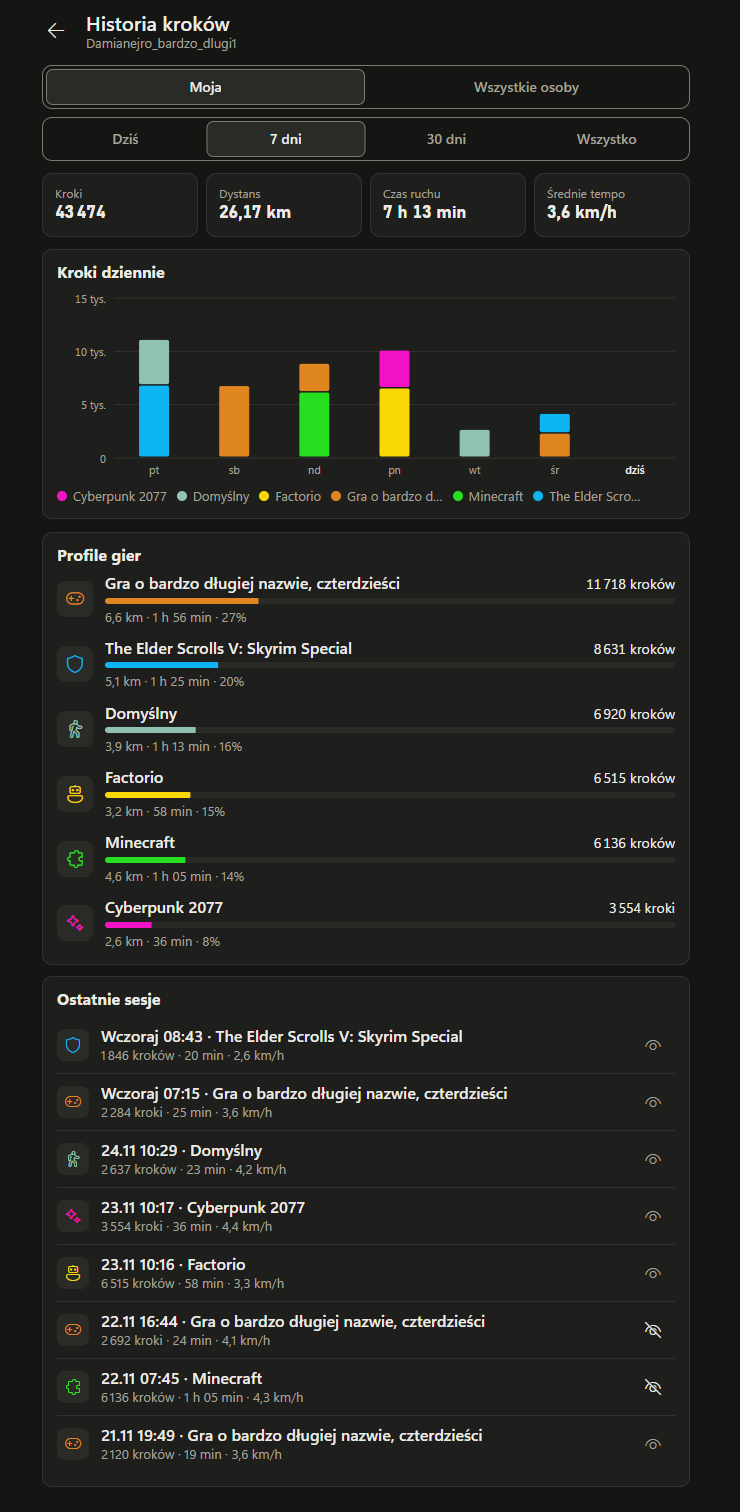 Historia kroków
Damianejro_bardzo_dlugi1
Moja
Wszystkie osoby
Dziś
7 dni
30 dni
Wszystko
Kroki
43 474
Dystans
26,17 km
Czas ruchu
7 h 13 min
Średnie tempo
3,6 km/h
Kroki dziennie
15 tys.
10 tys.
5 tys.
0
pt
sb
nd
pn
wt
śr
dziś
Cyberpunk 2077
Domyślny
Factorio
Gra o bardzo d...
Minecraft
The Elder Scro...
Profile gier
Gra o bardzo długiej nazwie, czterdzieści
11 718 kroków
6,6 km · 1 h 56 min · 27%
The Elder Scrolls V: Skyrim Special
8 631 kroków
5,1 km · 1 h 25 min · 20%
Domyślny
6 920 kroków
3,9 km · 1 h 13 min · 16%
Factorio
6 515 kroków
3,2 km · 58 min · 15%
Minecraft
6 136 kroków
4,6 km · 1 h 05 min · 14%
Cyberpunk 2077
3 554 kroki
2,6 km · 36 min · 8%
Ostatnie sesje
Wczoraj 08:43 · The Elder Scrolls V: Skyrim Special
1 846 kroków · 20 min · 2,6 km/h
Wczoraj 07:15 · Gra o bardzo długiej nazwie, czterdzieści
2 284 kroki · 25 min · 3,6 km/h
24.11 10:29 · Domyślny
2 637 kroków · 23 min · 4,2 km/h
23.11 10:17 · Cyberpunk 2077
3 554 kroki · 36 min · 4,4 km/h
23.11 10:16 · Factorio
6 515 kroków · 58 min · 3,3 km/h
22.11 16:44 · Gra o bardzo długiej nazwie, czterdzieści
2 692 kroki · 24 min · 4,1 km/h
22.11 07:45 · Minecraft
6 136 kroków · 1 h 05 min · 4,3 km/h
21.11 19:49 · Gra o bardzo długiej nazwie, czterdzieści
2 120 kroków · 19 min · 3,6 km/h